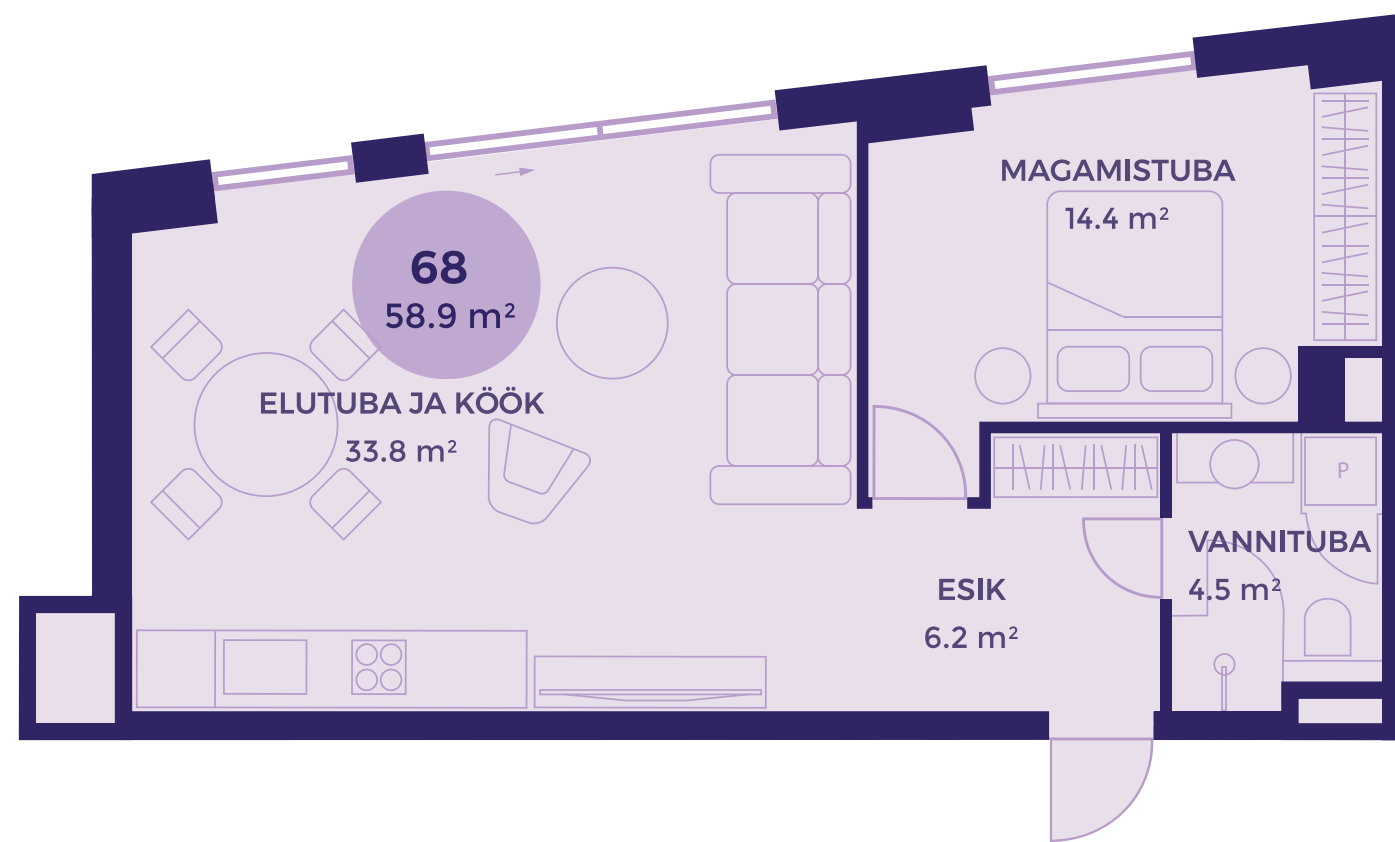 MAGAMISTUBA
14.4 m²
68
58.9 m²
ELUTUBA JA KÖÖK
33.8 m²
P
VANNITUBA
4.5 m²
ESIK
6.2 m²